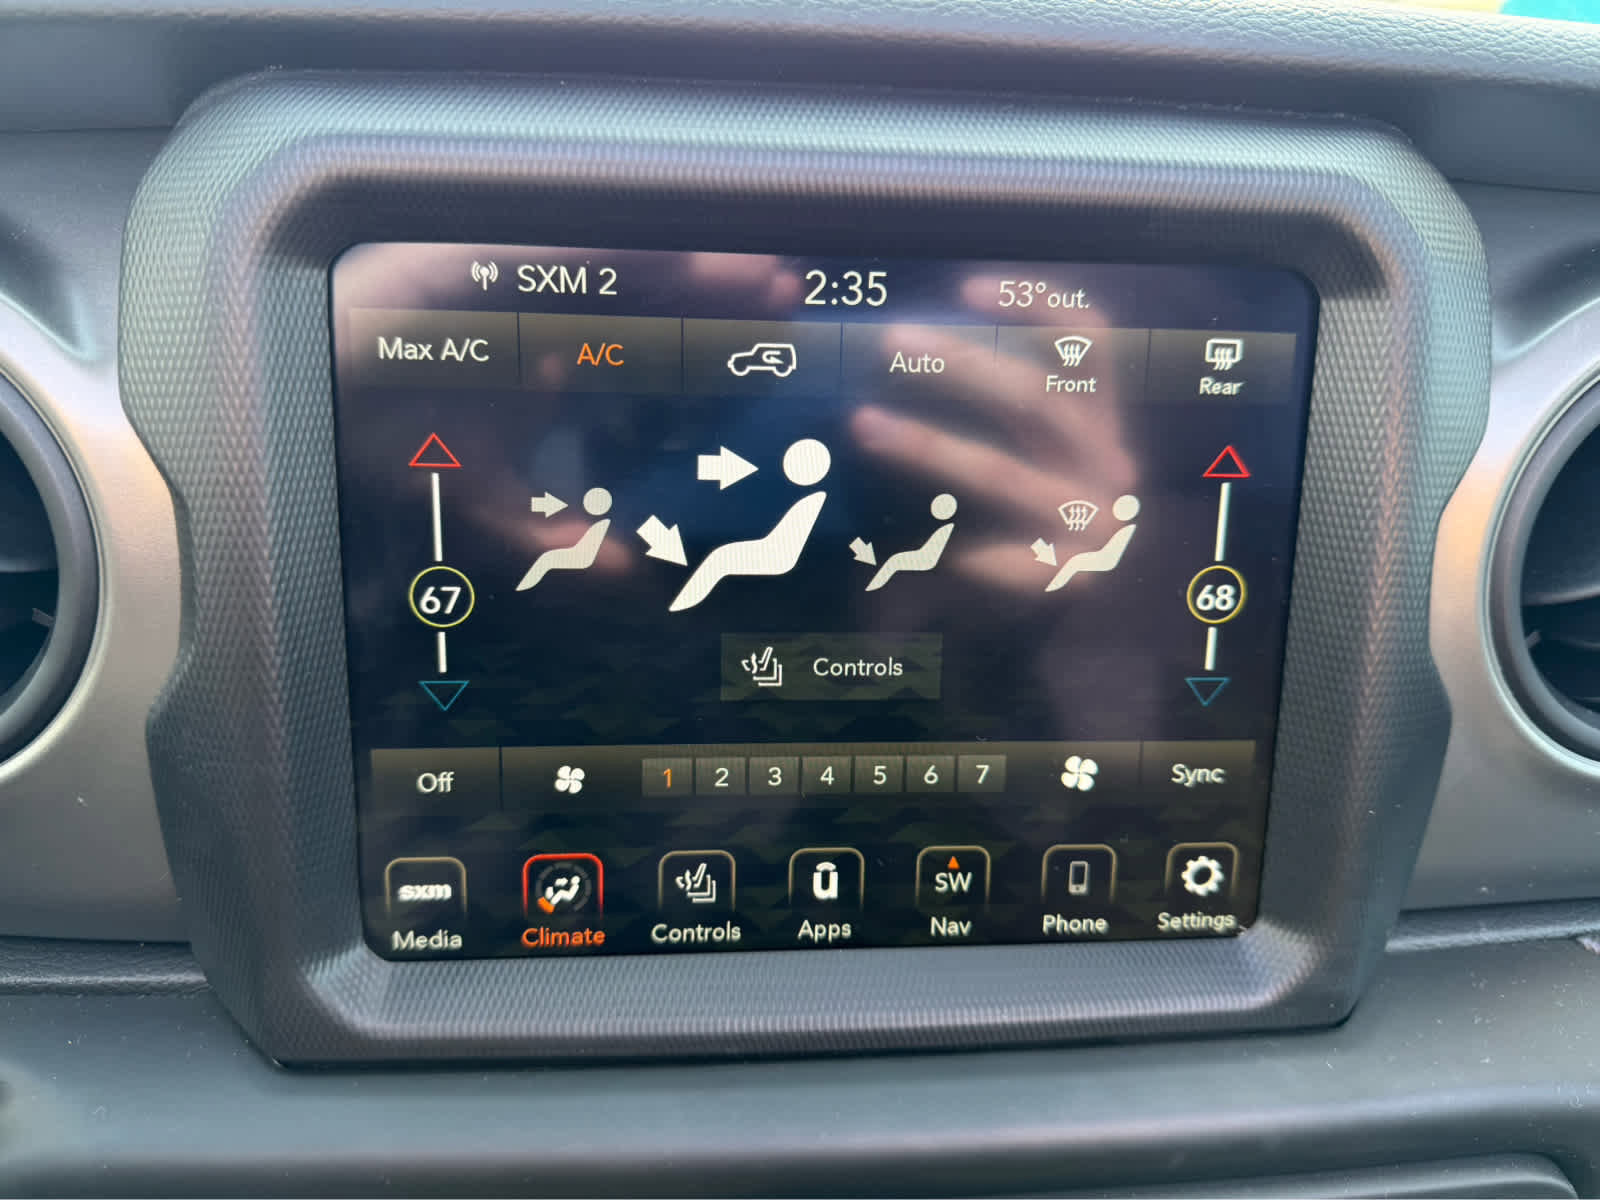 SXM 2 2:35 53°out.
Max A/C A/C Auto Front Rear
67 68
Controls
Off 1 2 3 4 5 6 7 Sync
sxm SW
Media Climate Controls Apps Nav Phone Settings